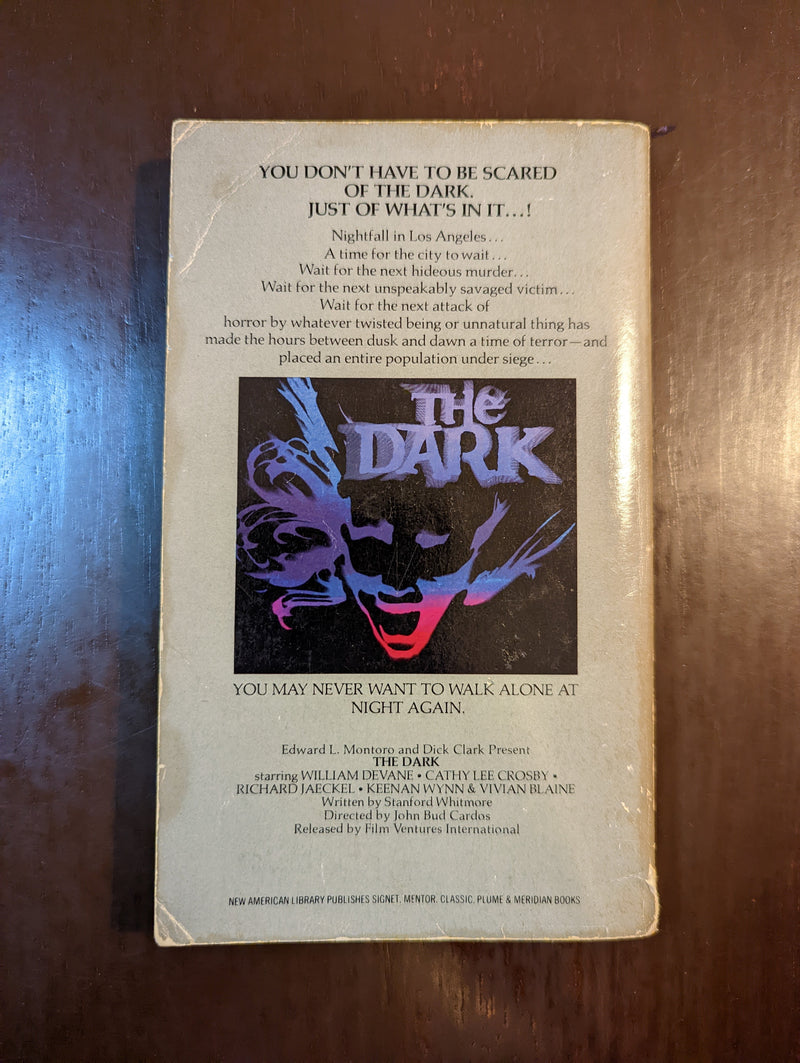 YOU DON'T HAVE TO BE SCARED
OF THE DARK.
JUST OF WHAT'S IN IT...!
Nightfall in Los Angeles...
A time for the city to wait...
Wait for the next hideous murder...
Wait for the next unspeakably savaged victim...
Wait for the next attack of
horror by whatever twisted being or unnatural thing has
made the hours between dusk and dawn a time of terror—and
placed an entire population under siege...
THE
DARK
YOU MAY NEVER WANT TO WALK ALONE AT
NIGHT AGAIN.
Edward L. Montoro and Dick Clark Present
THE DARK
starring WILLIAM DEVANE • CATHY LEE CROSBY •
RICHARD JAECKEL • KEENAN WYNN & VIVIAN BLAINE
Written by Stanford Whitmore
Directed by John Bud Cardos
Released by Film Ventures International
NEW AMERICAN LIBRARY PUBLISHES SIGNET, MENTOR, CLASSIC, PLUME & MERIDIAN BOOKS